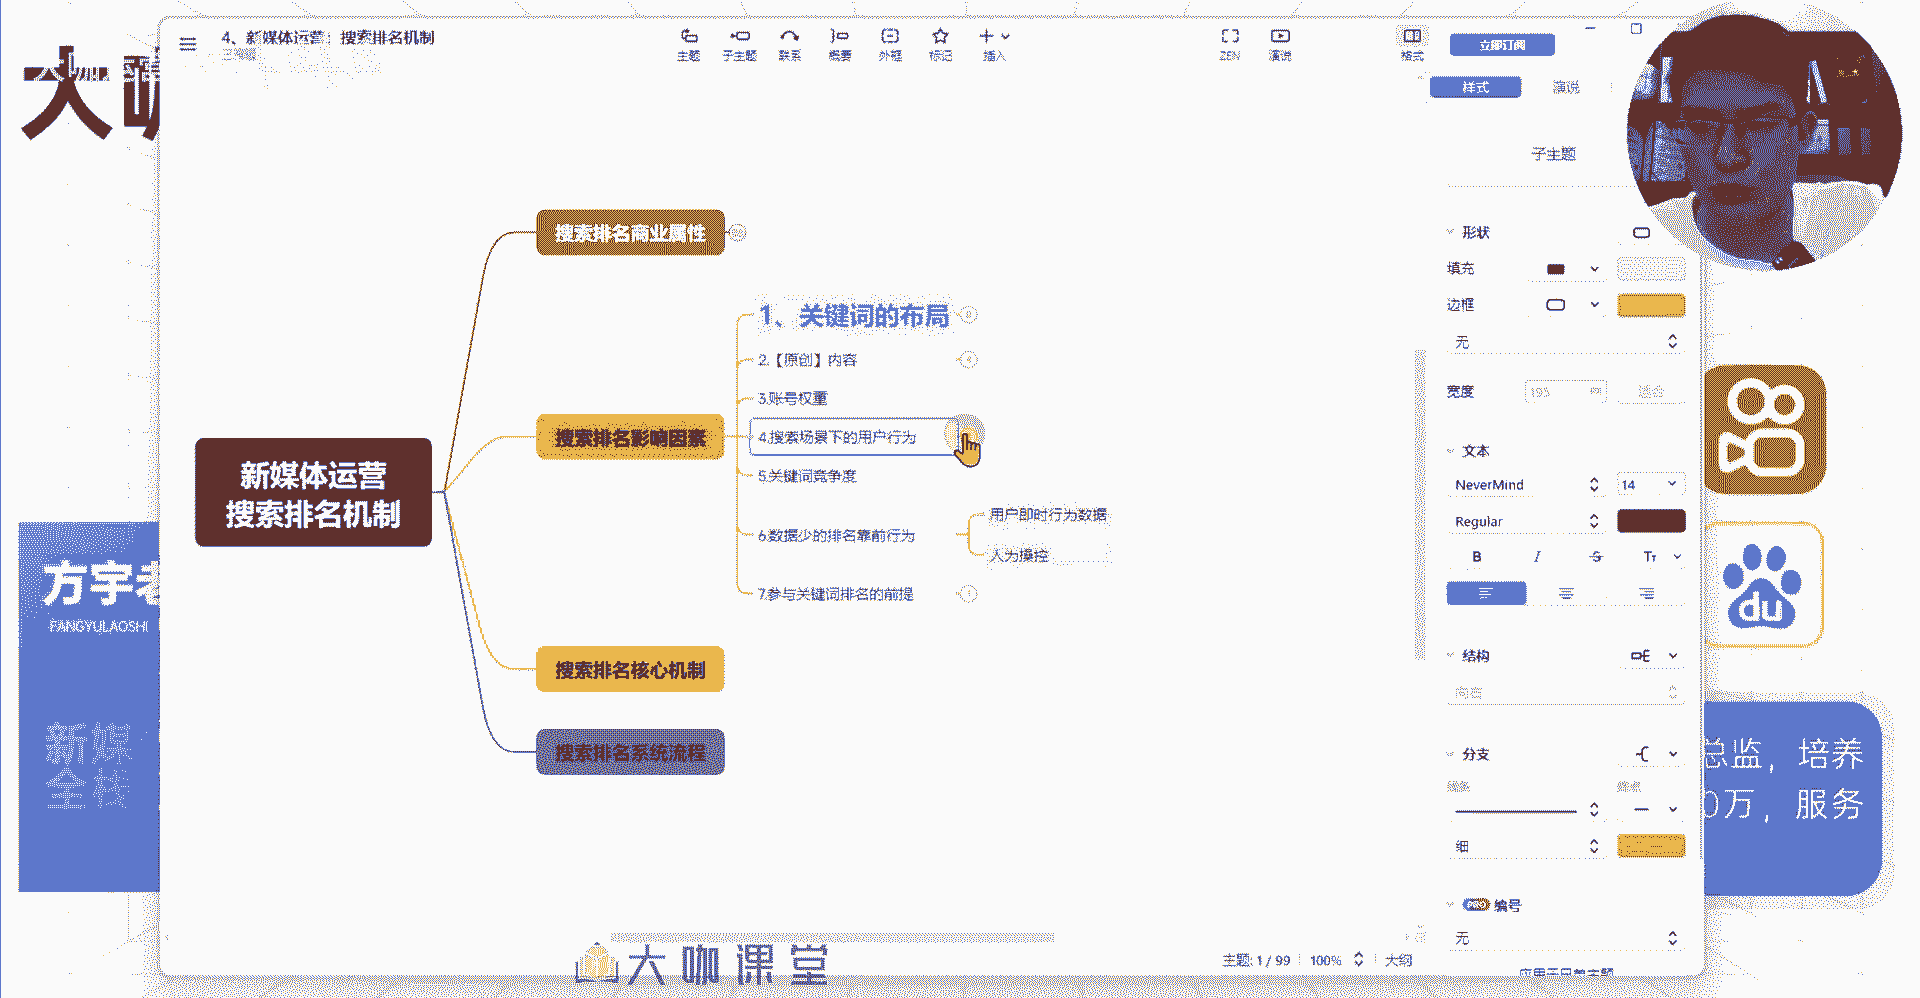 4、新媒体运营：搜索排名机制
主题
子主题
联系
概要
外框
标记
插入
ZEN
演说
格式
立即订阅
样式
演说
子主题
形状
填充
边框
无
宽度
195
适合
文本
NeverMind
14
Regular
B
I
S
Tт
结构
向右
分支
细
PRO 编号
无
搜索排名商业属性
1、关键词的布局
2.【原创】内容
3.账号权重
搜索排名影响因素
4.搜索场景下的用户行为
5.关键词竞争度
新媒体运营
搜索排名机制
用户即时行为数据
6.数据少的排名靠前行为
人为操控
7.参与关键词排名的前提
搜索排名核心机制
搜索排名系统流程
大
方宇老
FANGYULAOSHI
新媒
全栈
du
总监，培养
0万，服务
大咖课堂
主题: 1 / 99
100%
大纲